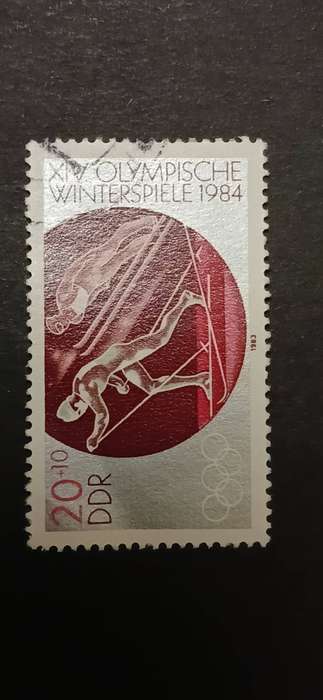 XIV OLYMPISCHE
WINTERSPIELE 1984
1983
20+10
DDR